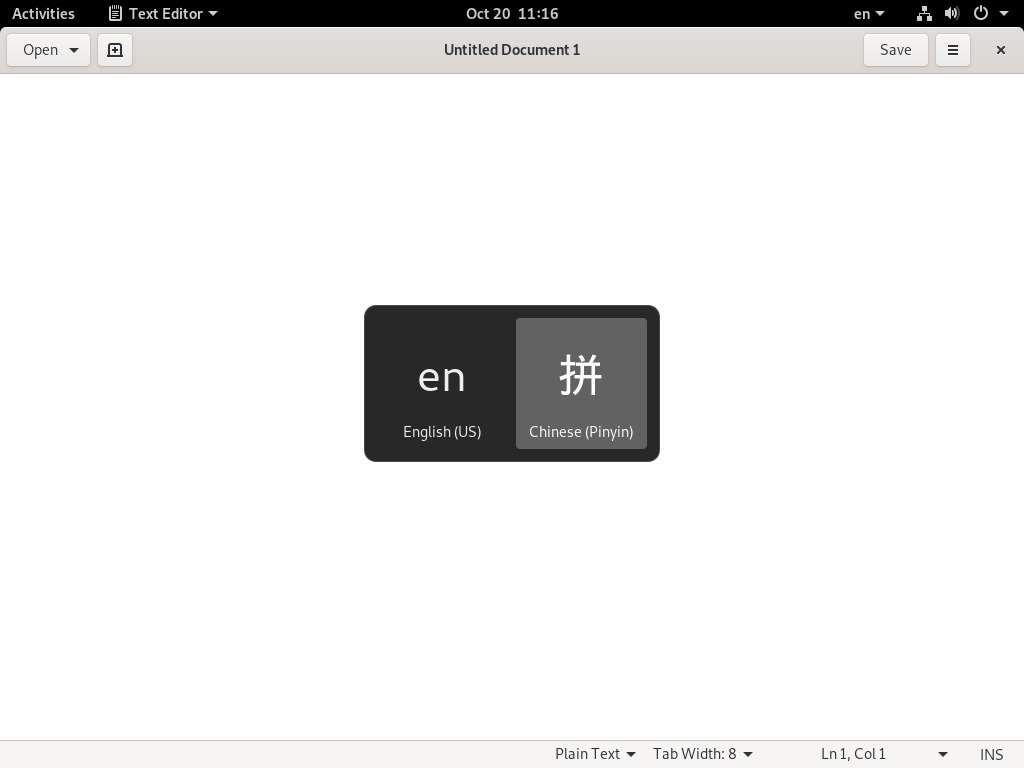 Activities Text Editor Oct 20 11:16 en
Open Untitled Document 1 Save
en 拼
English (US) Chinese (Pinyin)
Plain Text Tab Width: 8 Ln 1, Col 1 INS